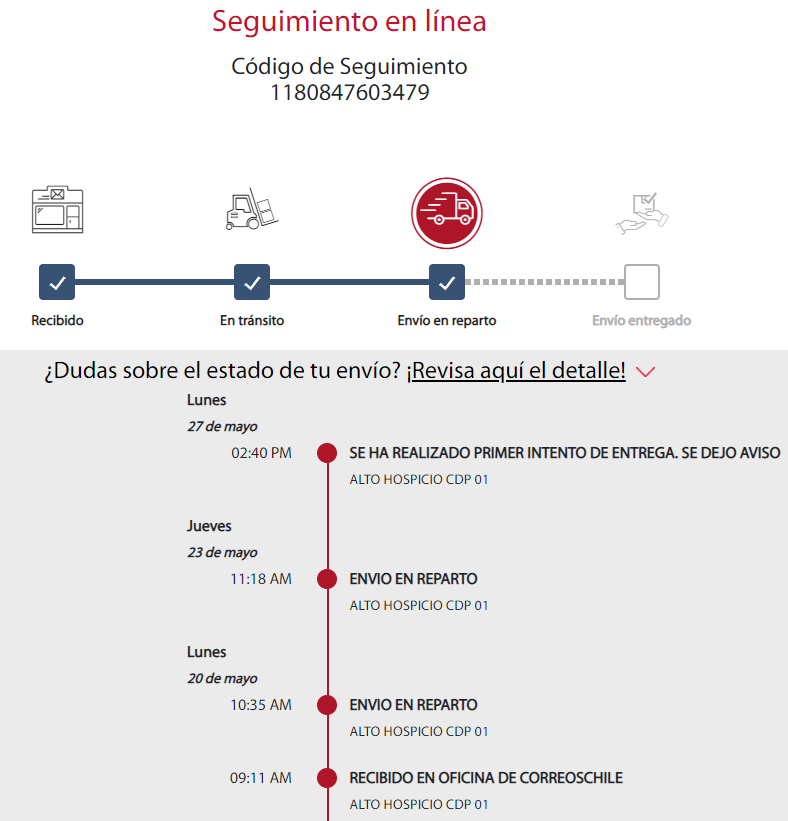 Seguimiento en línea
Código de Seguimiento
1180847603479
Recibido
En tránsito
Envío en reparto
Envío entregado
¿Dudas sobre el estado de tu envío? ¡Revisa aquí el detalle!
Lunes
27 de mayo
02:40 PM
SE HA REALIZADO PRIMER INTENTO DE ENTREGA. SE DEJO AVISO
ALTO HOSPICIO CDP 01
Jueves
23 de mayo
11:18 AM
ENVIO EN REPARTO
ALTO HOSPICIO CDP 01
Lunes
20 de mayo
10:35 AM
ENVIO EN REPARTO
ALTO HOSPICIO CDP 01
09:11 AM
RECIBIDO EN OFICINA DE CORREOSCHILE
ALTO HOSPICIO CDP 01